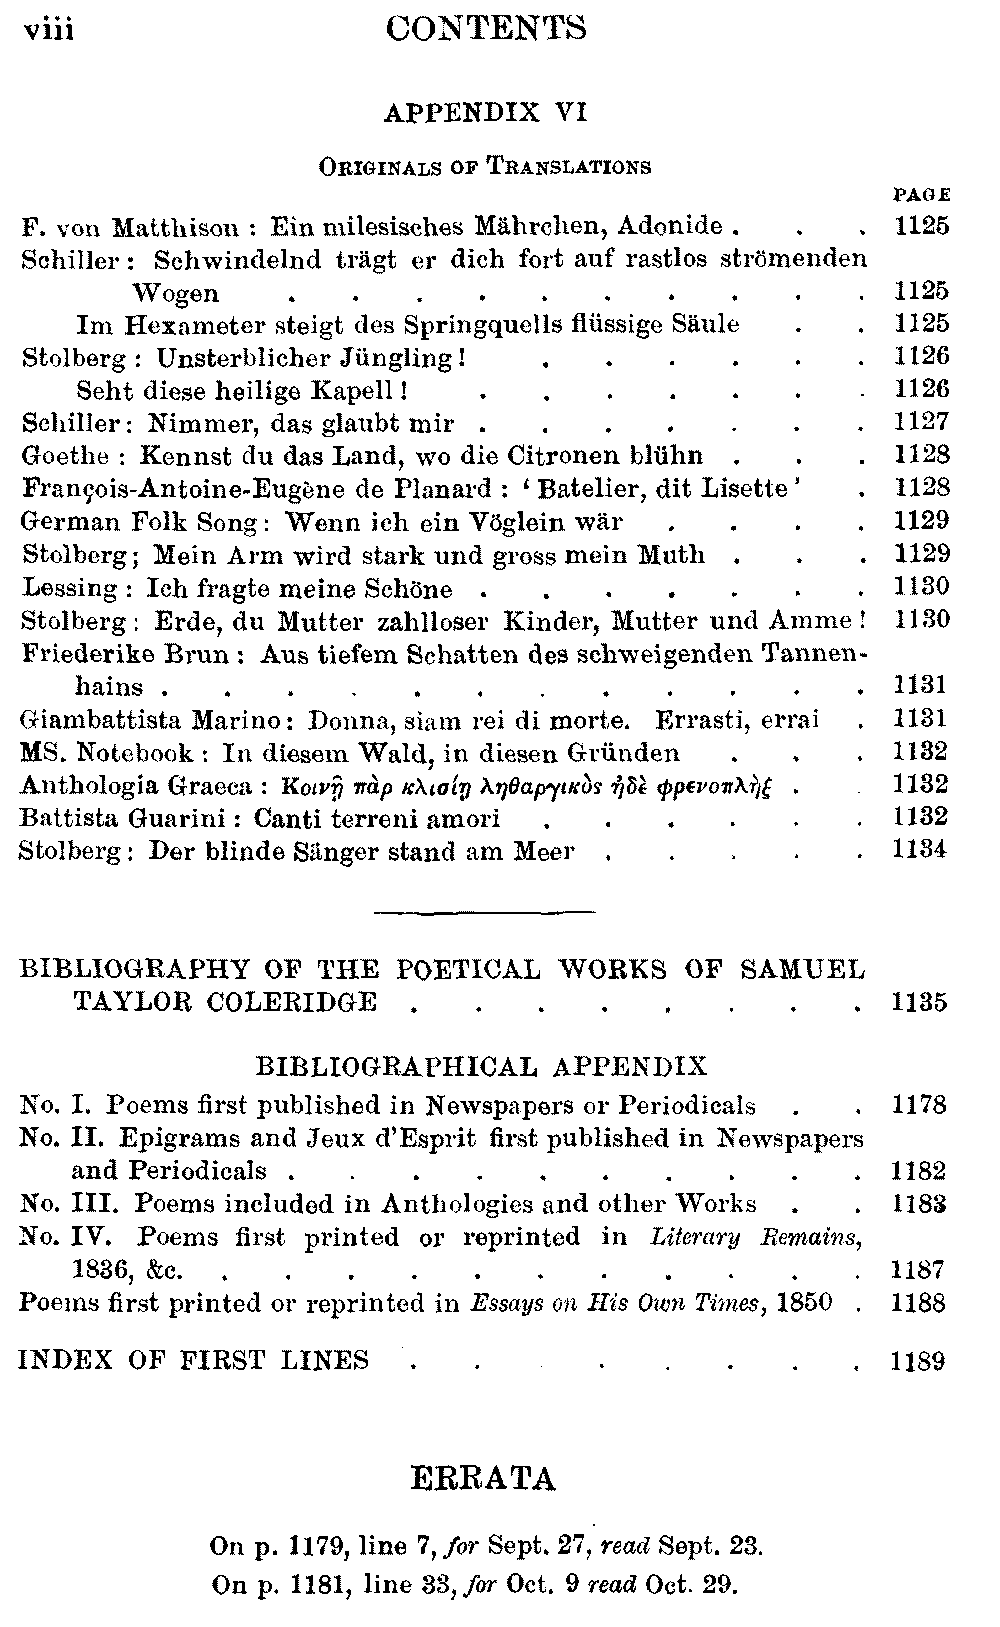 viii CONTENTS
APPENDIX VI
ORIGINALS OF TRANSLATIONS
PAGE
F. von Matthison : Ein milesisches Mährchen, Adonide . . . 1125
Schiller : Schwindelnd trägt er dich fort auf rastlos strömenden
Wogen . . . . . . . . . . 1125
Im Hexameter steigt des Springquells flüssige Säule . . 1125
Stolberg : Unsterblicher Jüngling ! . . . . . . 1126
Seht diese heilige Kapell ! . . . . . . . 1126
Schiller : Nimmer, das glaubt mir . . . . . . . 1127
Goethe : Kennst du das Land, wo die Citronen blühn . . . 1128
François-Antoine-Eugène de Planard : ‘ Batelier, dit Lisette ’ . 1128
German Folk Song : Wenn ich ein Vöglein wär . . . . 1129
Stolberg ; Mein Arm wird stark und gross mein Muth . . . 1129
Lessing : Ich fragte meine Schöne . . . . . . . 1130
Stolberg : Erde, du Mutter zahlloser Kinder, Mutter und Amme ! 1130
Friederike Brun : Aus tiefem Schatten des schweigenden Tannen-
hains . . . . . . . . . . . . 1131
Giambattista Marino : Donna, siam rei di morte. Errasti, errai . 1131
MS. Notebook : In diesem Wald, in diesen Gründen . . . 1132
Anthologia Graeca : Κοινῇ πὰρ κλισίῃ ληθαργικὸς ἠδὲ φρενοπλὴξ . . 1132
Battista Guarini : Canti terreni amori . . . . . . 1132
Stolberg : Der blinde Sänger stand am Meer . . . . . 1134
BIBLIOGRAPHY OF THE POETICAL WORKS OF SAMUEL
TAYLOR COLERIDGE . . . . . . . . 1135
BIBLIOGRAPHICAL APPENDIX
No. I. Poems first published in Newspapers or Periodicals . . 1178
No. II. Epigrams and Jeux d’Esprit first published in Newspapers
and Periodicals . . . . . . . . . . 1182
No. III. Poems included in Anthologies and other Works . . 1183
No. IV. Poems first printed or reprinted in Literary Remains,
1836, &c. . . . . . . . . . . . 1187
Poems first printed or reprinted in Essays on His Own Times, 1850 . 1188
INDEX OF FIRST LINES . . . . . . . . 1189
ERRATA
On p. 1179, line 7, for Sept. 27, read Sept. 23.
On p. 1181, line 33, for Oct. 9 read Oct. 29.